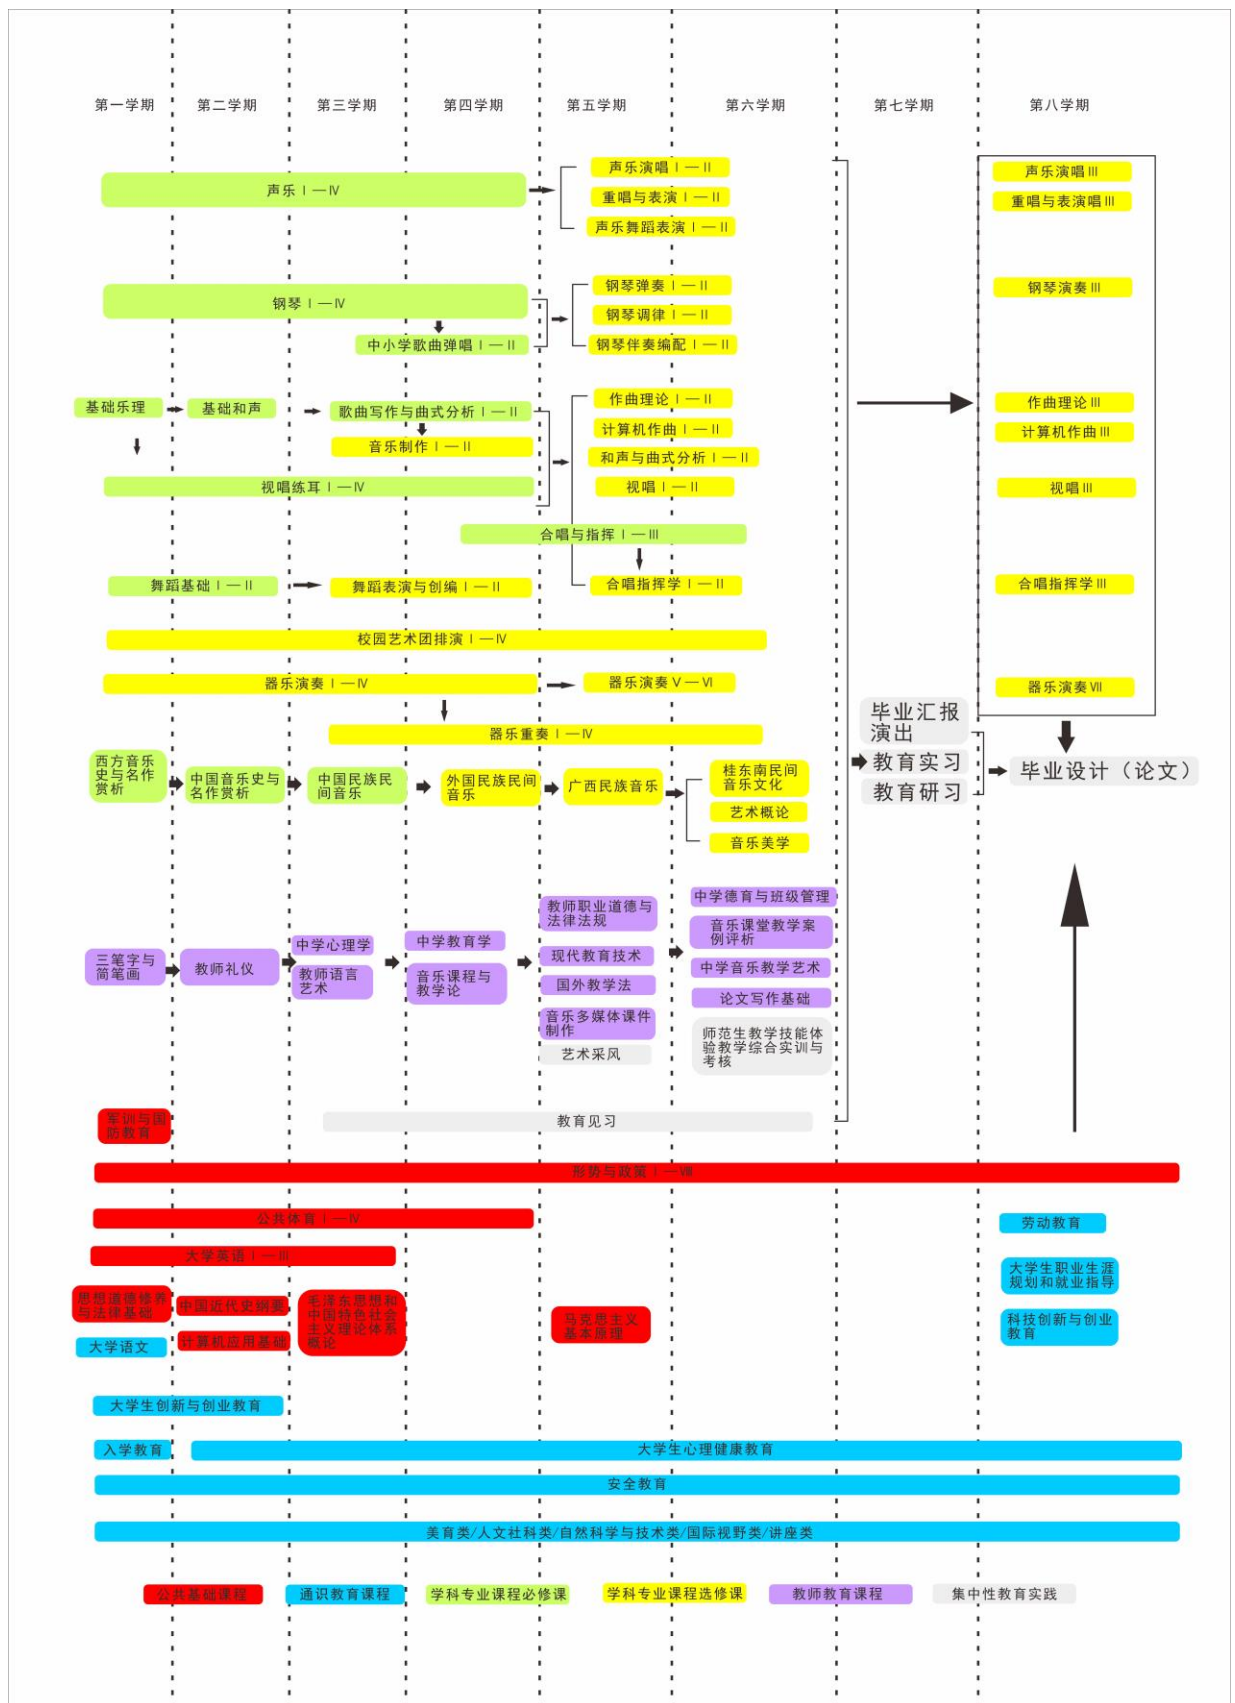 第一学期
第二学期
第三学期
第四学期
第五学期
第六学期
第七学期
第八学期
声乐Ⅰ—Ⅳ
声乐演唱Ⅰ—Ⅱ
重唱与表演Ⅰ—Ⅱ
声乐舞蹈表演Ⅰ—Ⅱ
声乐演唱Ⅲ
重唱与表演唱Ⅲ
钢琴Ⅰ—Ⅳ
中小学歌曲弹唱Ⅰ—Ⅱ
钢琴弹奏Ⅰ—Ⅱ
钢琴调律Ⅰ—Ⅱ
钢琴伴奏编配Ⅰ—Ⅱ
钢琴演奏Ⅲ
基础乐理
基础和声
歌曲写作与曲式分析Ⅰ—Ⅱ
音乐制作Ⅰ—Ⅱ
视唱练耳Ⅰ—Ⅳ
作曲理论Ⅰ—Ⅱ
计算机作曲Ⅰ—Ⅱ
和声与曲式分析Ⅰ—Ⅱ
视唱Ⅰ—Ⅱ
作曲理论Ⅲ
计算机作曲Ⅲ
视唱Ⅲ
合唱与指挥Ⅰ—Ⅲ
舞蹈基础Ⅰ—Ⅱ
舞蹈表演与创编Ⅰ—Ⅱ
合唱指挥学Ⅰ—Ⅱ
合唱指挥学Ⅲ
校园艺术团排演Ⅰ—Ⅳ
器乐演奏Ⅰ—Ⅳ
器乐演奏Ⅴ—Ⅵ
器乐演奏Ⅶ
器乐重奏Ⅰ—Ⅳ
西方音乐
史与名作
赏析
中国音乐史与
名作赏析
中国民族民
间音乐
外国民族民间
音乐
广西民族音乐
桂东南民间
音乐文化
艺术概论
音乐美学
毕业汇报
演出
教育实习
教育研习
毕业设计（论文）
三笔字与
简笔画
教师礼仪
中学心理学
教师语言
艺术
中学教育学
音乐课程与
教学论
教师职业道德与
法律法规
现代教育技术
国外教学法
音乐多媒体课件
制作
艺术采风
中学德育与班级管理
音乐课堂教学案
例评析
中学音乐教学艺术
论文写作基础
师范生教学技能体
验教学综合实训与
考核
军训与国
防教育
教育见习
形势与政策Ⅰ—Ⅷ
公共体育Ⅰ—Ⅳ
劳动教育
大学英语Ⅰ—Ⅲ
大学生职业生涯
规划和就业指导
思想道德修养
与法律基础
中国近代史纲要
计算机应用基础
毛泽东思想和
中国特色社会
主义理论体系
概论
马克思主义
基本原理
科技创新与创业
教育
大学语文
大学生创新与创业教育
入学教育
大学生心理健康教育
安全教育
美育类/人文社科类/自然科学与技术类/国际视野类/讲座类
公共基础课程
通识教育课程
学科专业课程必修课
学科专业课程选修课
教师教育课程
集中性教育实践